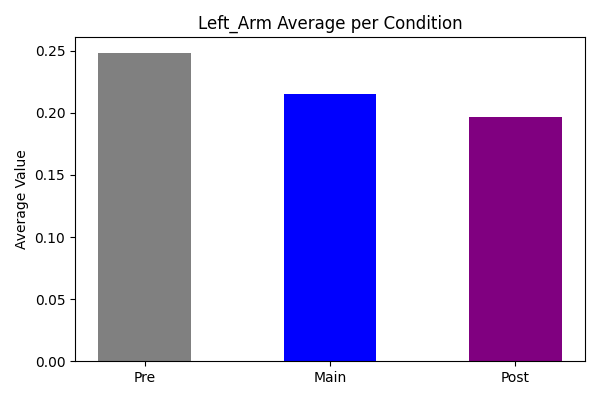 Left_Arm Average per Condition
Average Value
0.25
0.20
0.15
0.10
0.05
0.00
Pre
Main
Post